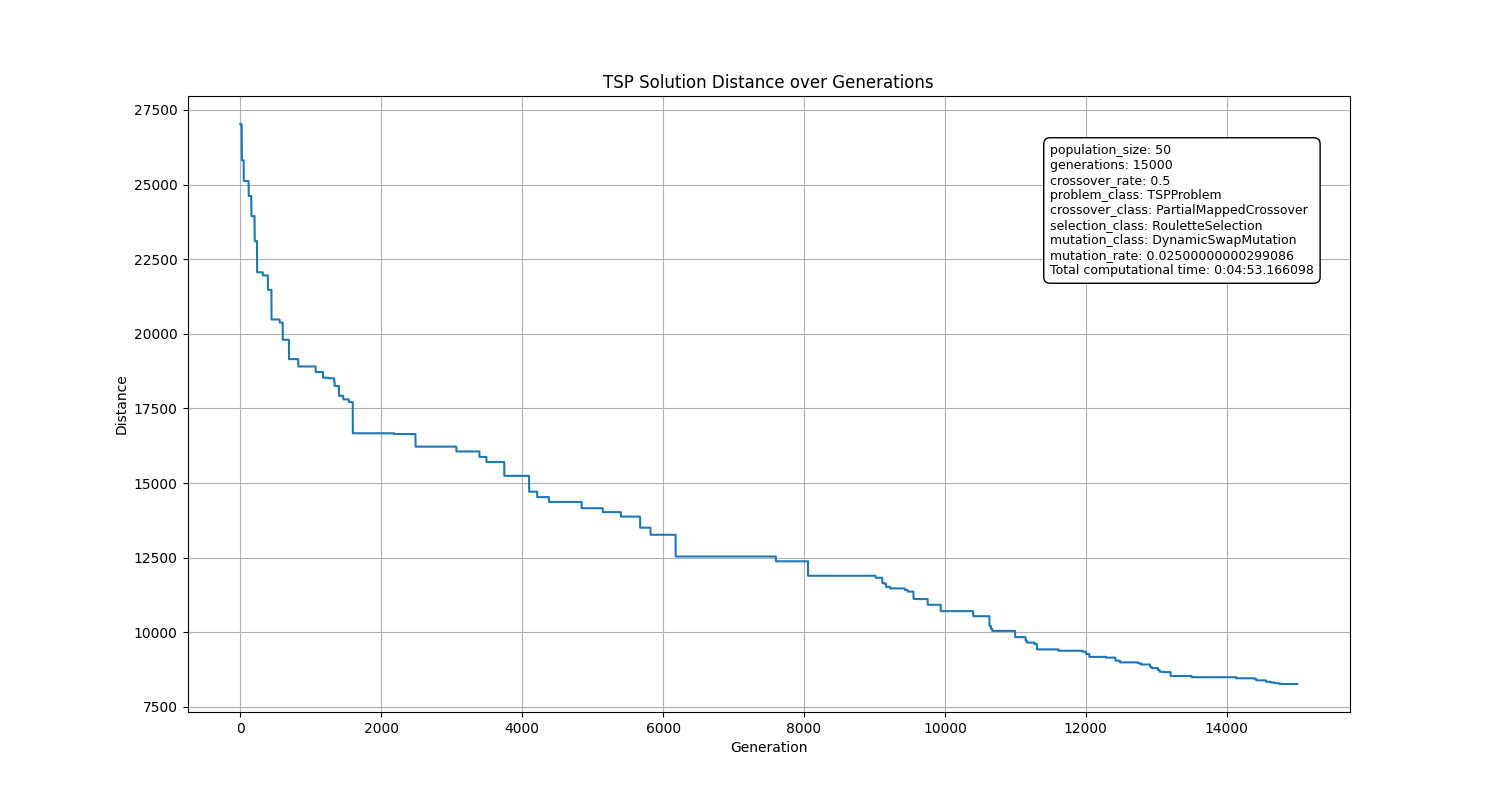 TSP Solution Distance over Generations
27500
25000
22500
20000
17500
15000
12500
10000
7500
Distance
population_size: 50
generations: 15000
crossover_rate: 0.5
problem_class: TSPProblem
crossover_class: PartialMappedCrossover
selection_class: RouletteSelection
mutation_class: DynamicSwapMutation
mutation_rate: 0.02500000000299086
Total computational time: 0:04:53.166098
0 2000 4000 6000 8000 10000 12000 14000
Generation